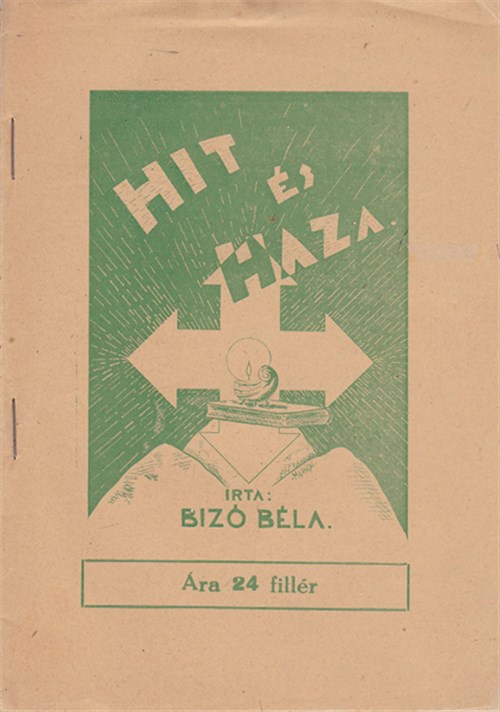 HIT
ÉS
HAZA.
IRTA:
BIZÓ BÉLA.
Ára 24 fillér